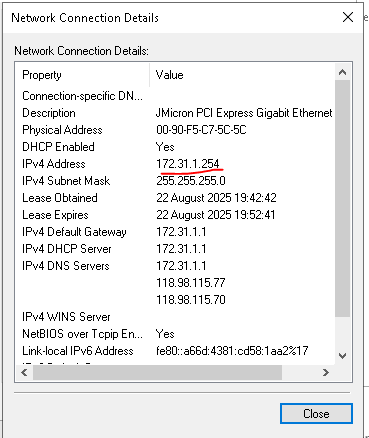 Network Connection Details
Network Connection Details:
Property Value
Connection-specific DN...
Description JMicron PCI Express Gigabit Ethernet
Physical Address 00-90-F5-C7-5C-5C
DHCP Enabled Yes
IPv4 Address 172.31.1.254
IPv4 Subnet Mask 255.255.255.0
Lease Obtained 22 August 2025 19:42:42
Lease Expires 22 August 2025 19:52:41
IPv4 Default Gateway 172.31.1.1
IPv4 DHCP Server 172.31.1.1
IPv4 DNS Servers 172.31.1.1
118.98.115.77
118.98.115.70
IPv4 WINS Server
NetBIOS over Tcpip En... Yes
Link-local IPv6 Address fe80::a66d:4381:cd58:1aa2%17
Close